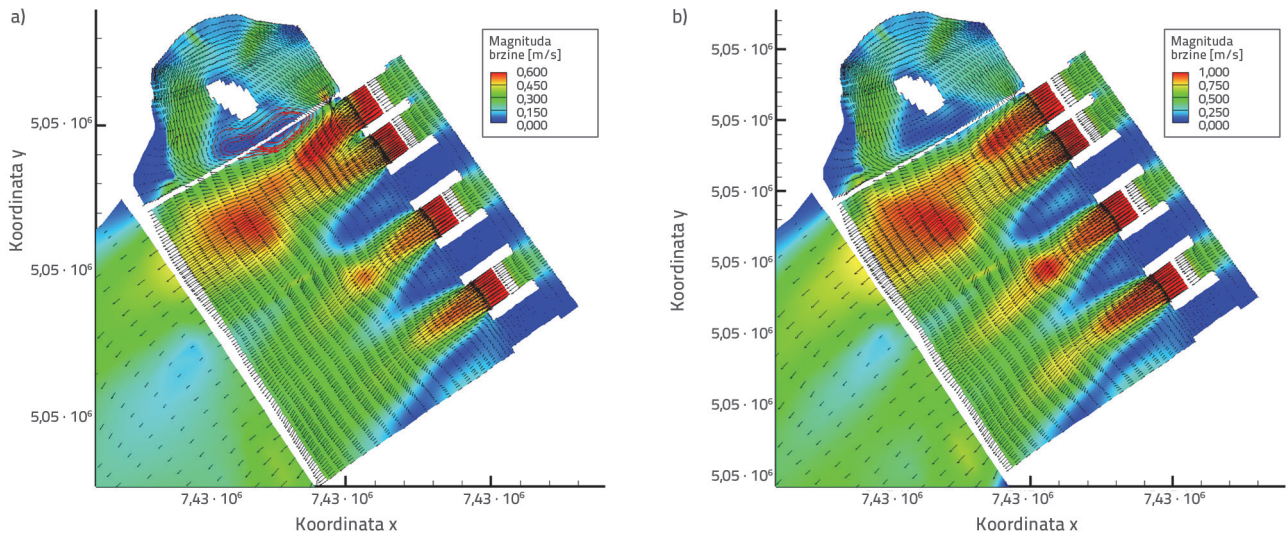 a)
Magnituda
brzine [m/s]
0,600
0,450
0,300
0,150
0,000
Koordinata y
5,05 · 10⁶
5,05 · 10⁶
5,05 · 10⁶
7,43 · 10⁶
7,43 · 10⁶
7,43 · 10⁶
Koordinata x
b)
Magnituda
brzine [m/s]
1,000
0,750
0,500
0,250
0,000
Koordinata y
5,05 · 10⁶
5,05 · 10⁶
5,05 · 10⁶
5,05 · 10⁶
5,05 · 10⁶
5,05 · 10⁶
5,05 · 10⁶
7,43 · 10⁶
7,43 · 10⁶
7,43 · 10⁶
Koordinata x